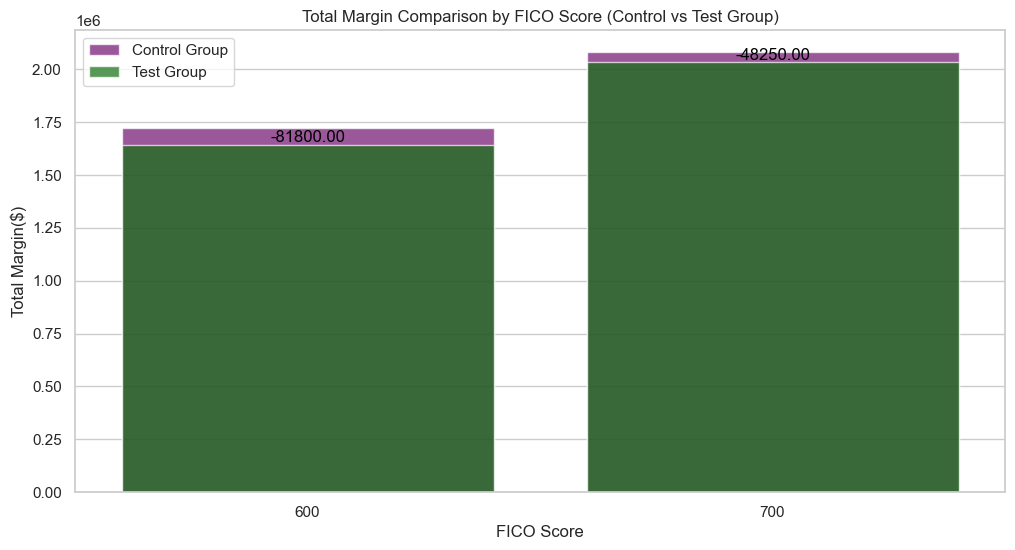 Total Margin Comparison by FICO Score (Control vs Test Group)
1e6
Control Group
Test Group
-48250.00
-81800.00
2.00
1.75
1.50
1.25
1.00
0.75
0.50
0.25
0.00
Total Margin($)
600
700
FICO Score